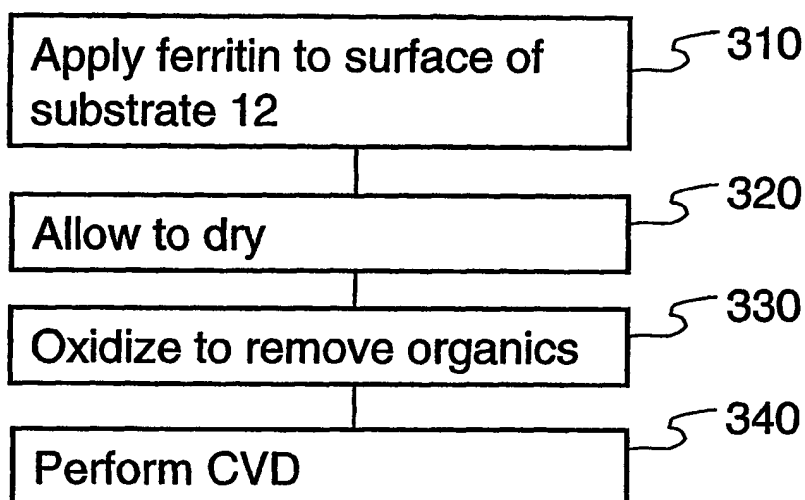 Apply ferritin to surface of
substrate 12
310
Allow to dry
320
Oxidize to remove organics
330
Perform CVD
340